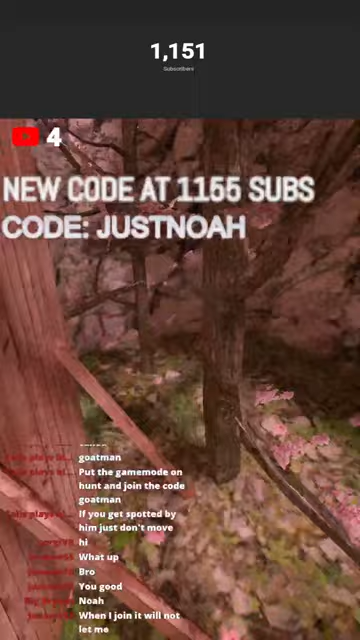 1,151
Subscribers
4
NEW CODE AT 1155 SUBS
CODE: JUSTNOAH
goatman
Put the gamemode on
hunt and join the code
goatman
If you get spotted by
him just don't move
hi
What up
Bro
You good
Noah
When I join it will not
let me